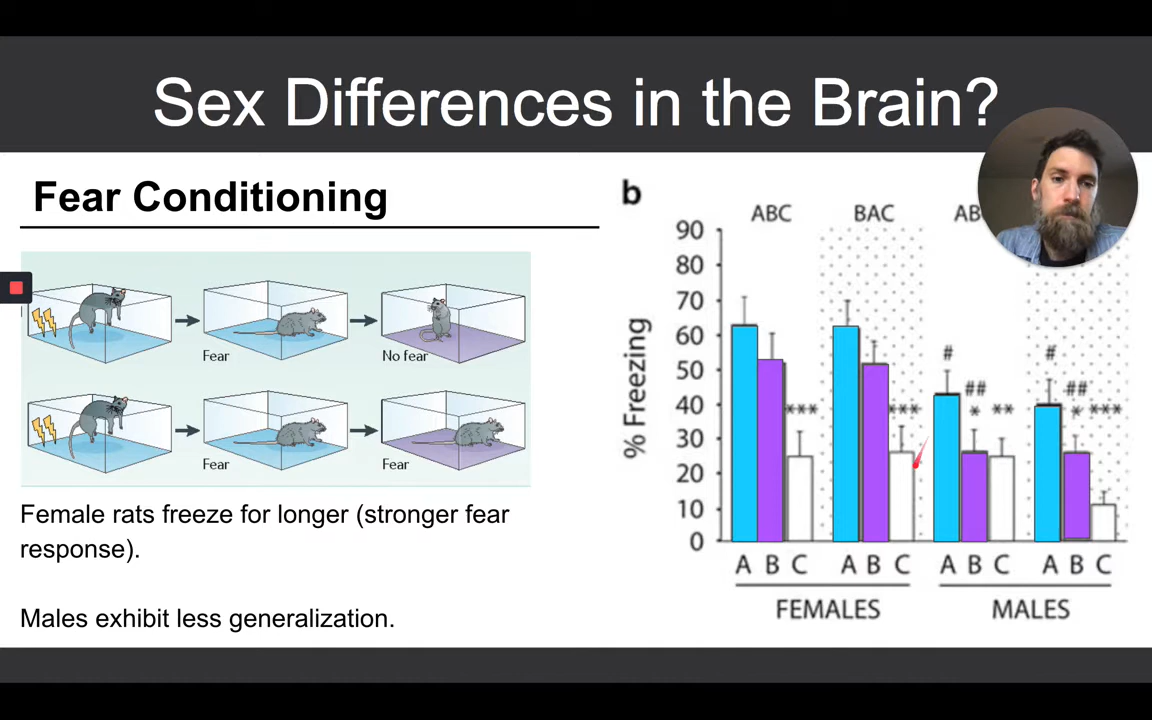 Sex Differences in the Brain?
Fear Conditioning
Fear
No fear
Fear
Fear
Female rats freeze for longer (stronger fear
response).
Males exhibit less generalization.
b
ABC BAC AB
% Freezing
90
80
70
60
50
40
30
20
10
0
# #
## ##
*** *** * ** * ***
A B C A B C A B C A B C
FEMALES MALES